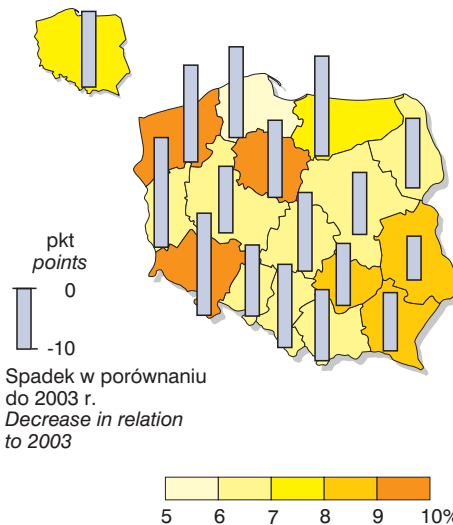 pkt
points
0
-10
Spadek w porównaniu
do 2003 r.
Decrease in relation
to 2003
5 6 7 8 9 10%